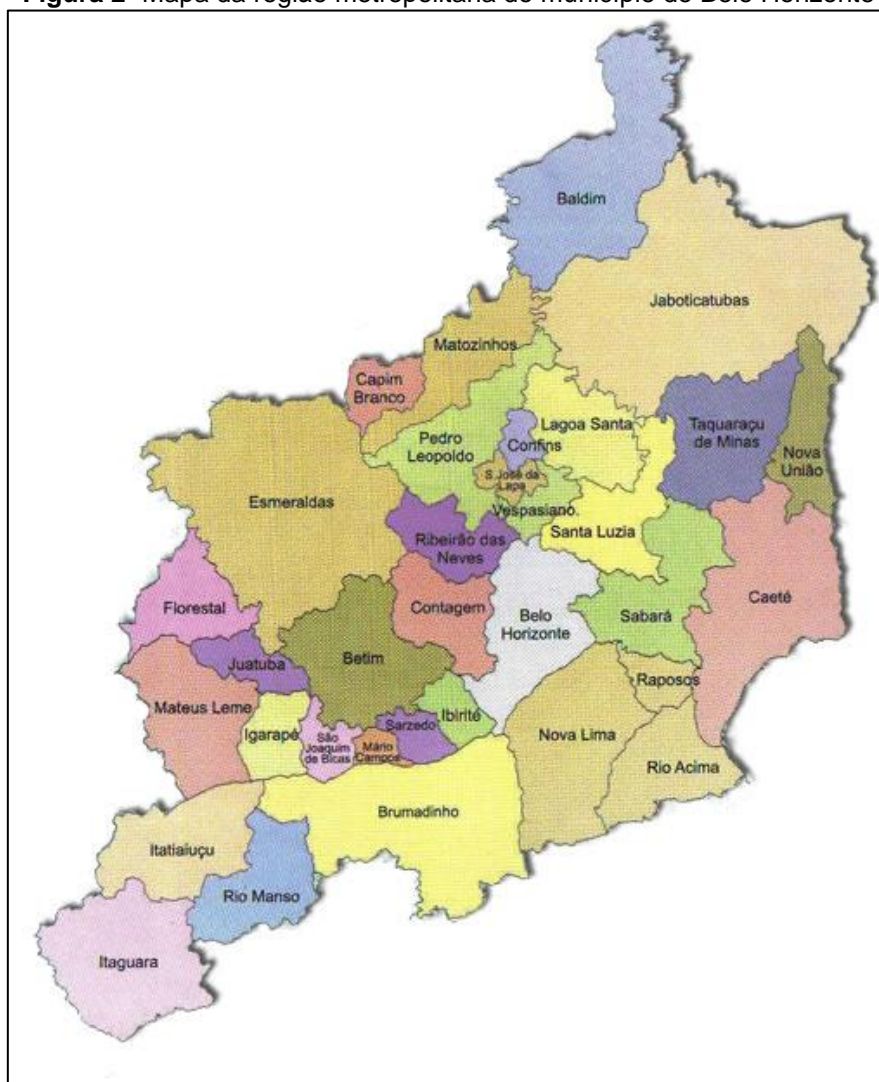 Figura 2- Mapa da região metropolitana do município de Belo Horizonte
Baldim
Jaboticatubas
Matozinhos
Capim
Branco
Lagoa Santa
Taquaraçu
de Minas
Pedro
Leopoldo
Confins
Nova
União
S. José da
Lapa
Esmeraldas
Vespasiano.
Santa Luzia
Ribeirão das
Neves
Florestal
Contagem
Belo
Horizonte
Sabará
Caeté
Juatuba
Betim
Raposos
Mateus Leme
Igarapé
São
Joaquim
de Bicas
Mário
Campos
Sarzedo
Ibirité
Nova Lima
Rio Acima
Brumadinho
Itatiaiuçu
Rio Manso
Itaguara